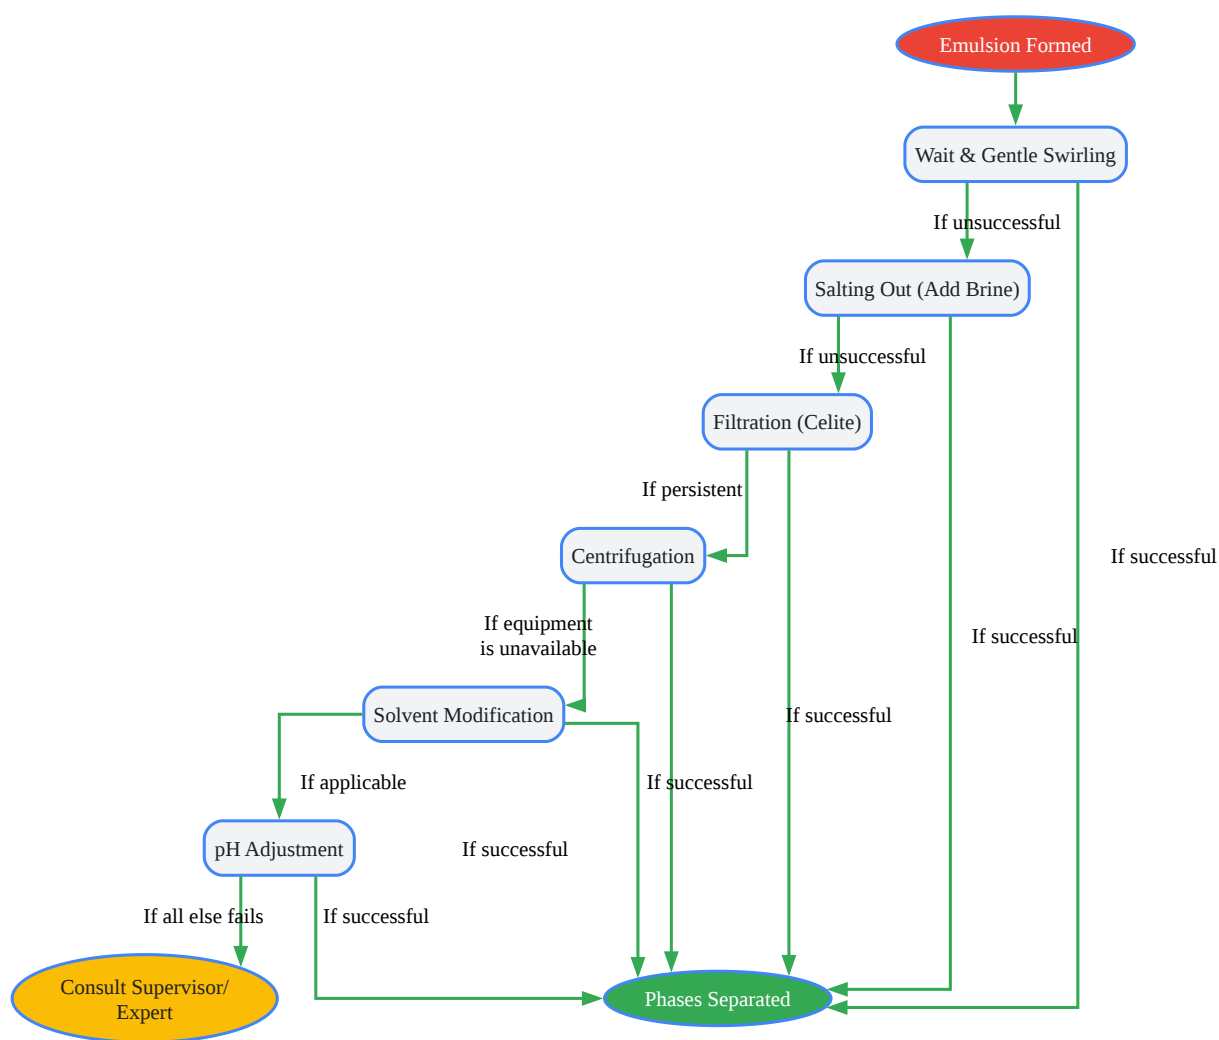 Emulsion Formed
Wait & Gentle Swirling
If unsuccessful
Salting Out (Add Brine)
If unsuccessful
Filtration (Celite)
If persistent
Centrifugation
If successful
If equipment
is unavailable
If successful
Solvent Modification
If successful
If applicable
If successful
pH Adjustment
If successful
If all else fails
If successful
Consult Supervisor/
Expert
Phases Separated